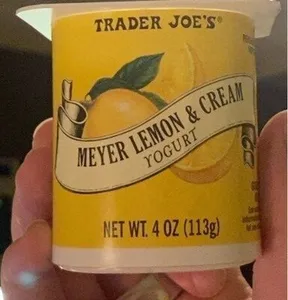 TRADER JOE'S®
MEYER LEMON & CREAM
YOGURT
NET WT. 4 OZ (113g)